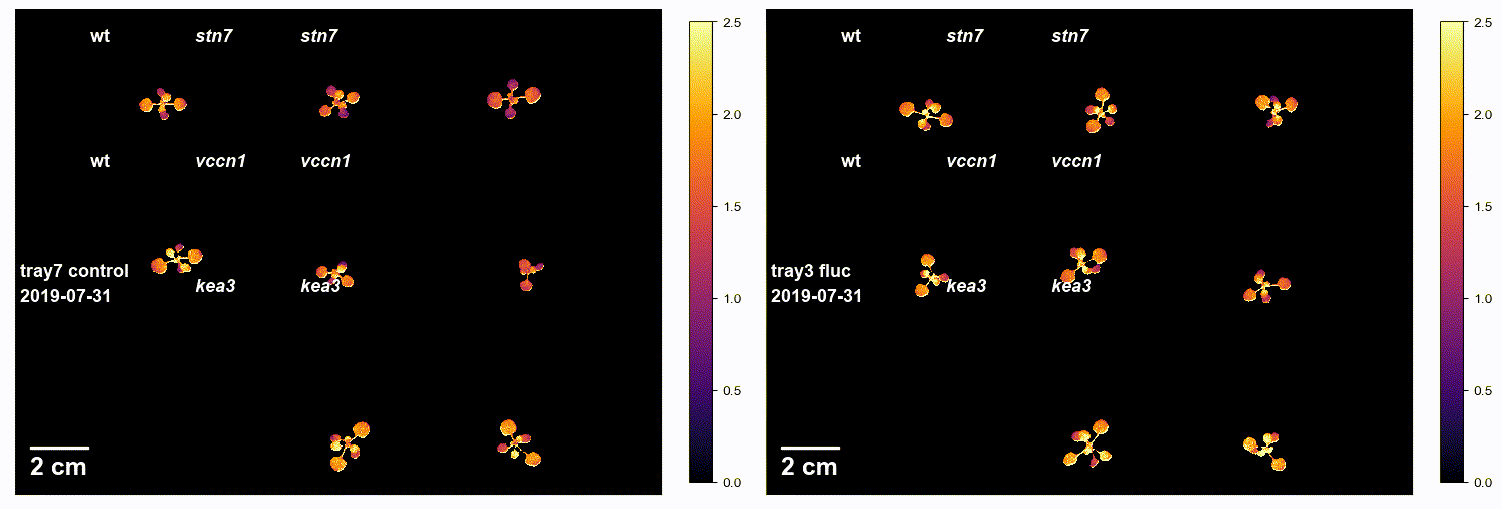 wt stn7 stn7
wt vccn1 vccn1
tray7 control
2019-07-31
kea3 kea3
2 cm
2.5
2.0
1.5
1.0
0.5
0.0
wt stn7 stn7
wt vccn1 vccn1
tray3 fluc
2019-07-31
kea3 kea3
2 cm
2.5
2.0
1.5
1.0
0.5
0.0